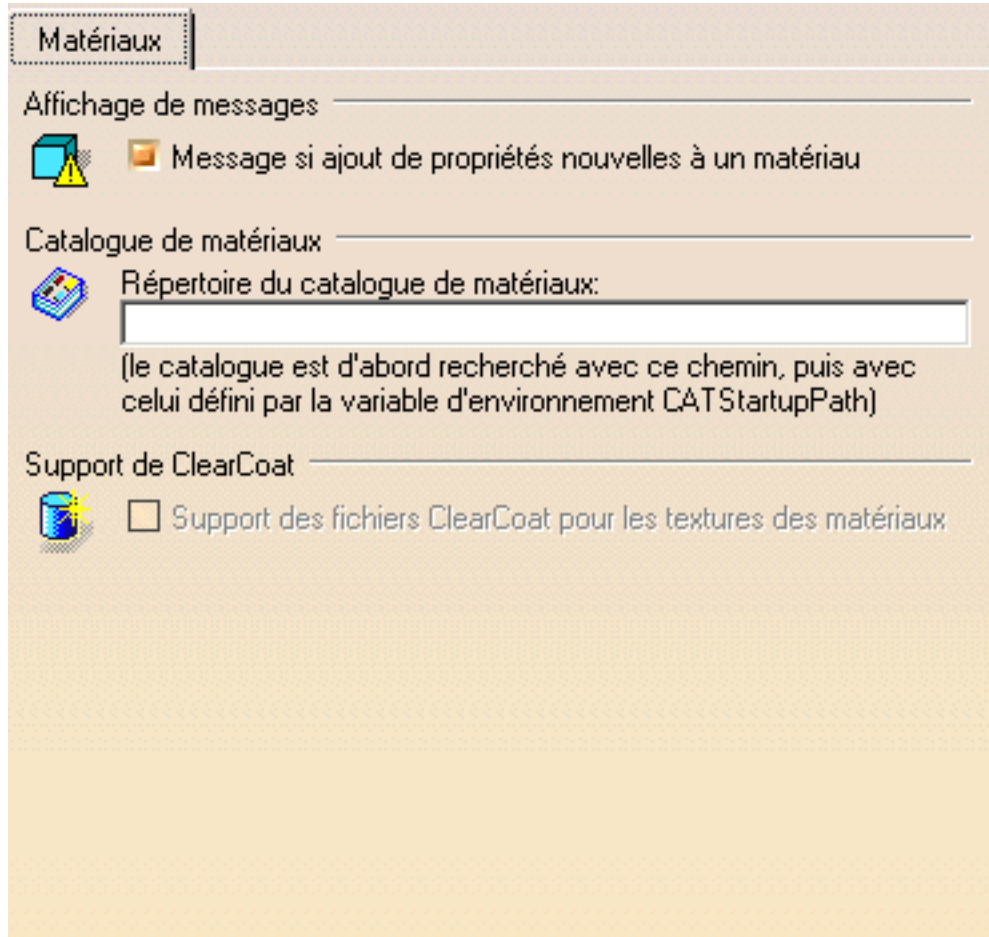 Matériaux
Affichage de messages
Message si ajout de propriétés nouvelles à un matériau
Catalogue de matériaux
Répertoire du catalogue de matériaux:
(le catalogue est d'abord recherché avec ce chemin, puis avec
celui défini par la variable d'environnement CATStartupPath)
Support de ClearCoat
Support des fichiers ClearCoat pour les textures des matériaux